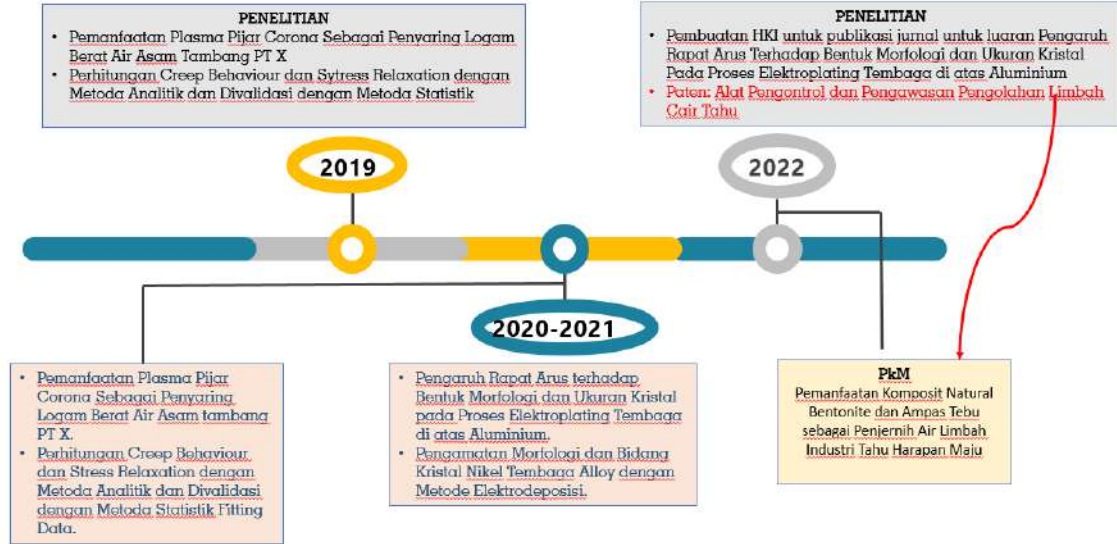 PENELITIAN
• Pemanfaatan Plasma Pijar Corona Sebagai Penyaring Logam
Berat Air Asam Tambang PT X
• Perhitungan Creep Behaviour dan Sytress Relaxation dengan
Metoda Analitik dan Divalidasi dengan Metoda Statistik
PENELITIAN
• Pembuatan HKI untuk publikasi jurnal untuk luaran Pengaruh
Rapat Arus Terhadap Bentuk Morfologi dan Ukuran Kristal
Pada Proses Elektroplating Tembaga di atas Aluminium
• Paten: Alat Pengontrol dan Pengawasan Pengolahan Limbah
Cair Tahu
2019
2022
2020-2021
• Pemanfaatan Plasma Pijar
Corona Sebagai Penyaring
Logam Berat Air Asam tambang
PT X.
• Perhitungan Creep Behaviour
dan Stress Relaxation dengan
Metoda Analitik dan Divalidasi
dengan Metoda Statistik Fitting
Data.
• Pengaruh Rapat Arus terhadap
Bentuk Morfologi dan Ukuran Kristal
pada Proses Elektroplating Tembaga
di atas Aluminium.
• Pengamatan Morfologi dan Bidang
Kristal Nikel Tembaga Alloy dengan
Metode Elektrodeposisi.
PkM
Pemanfaatan Komposit Natural
Bentonite dan Ampas Tebu
sebagai Penjernih Air Limbah
Industri Tahu Harapan Maju